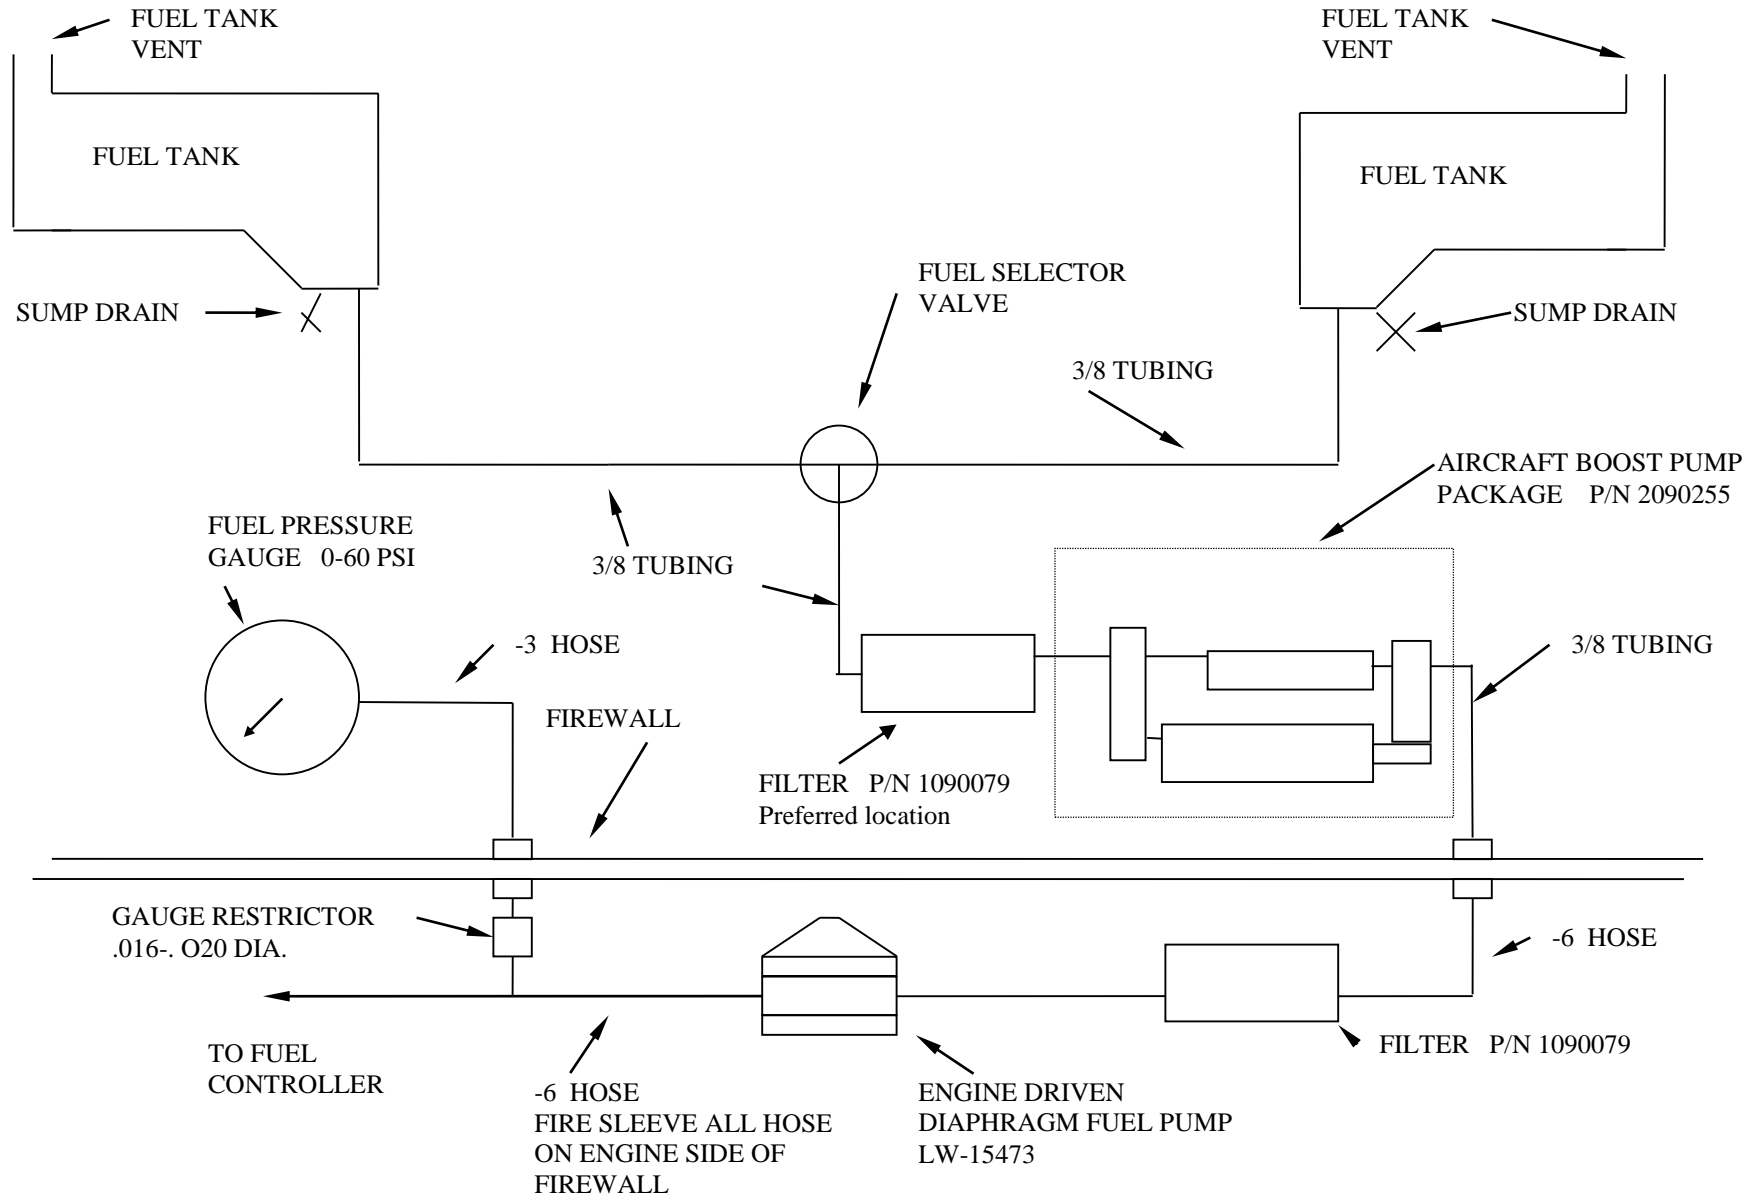 FUEL TANK
VENT
FUEL TANK
VENT
FUEL TANK
FUEL TANK
SUMP DRAIN
FUEL SELECTOR
VALVE
SUMP DRAIN
3/8 TUBING
AIRCRAFT BOOST PUMP
PACKAGE P/N 2090255
FUEL PRESSURE
GAUGE 0-60 PSI
3/8 TUBING
-3 HOSE
3/8 TUBING
FIREWALL
FILTER P/N 1090079
Preferred location
GAUGE RESTRICTOR
.016-. O20 DIA.
-6 HOSE
TO FUEL
CONTROLLER
FILTER P/N 1090079
-6 HOSE
FIRE SLEEVE ALL HOSE
ON ENGINE SIDE OF
FIREWALL
ENGINE DRIVEN
DIAPHRAGM FUEL PUMP
LW-15473